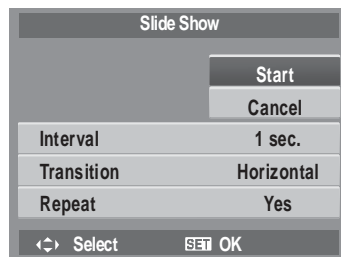 Slide Show
Start
Cancel
Interval 1 sec.
Transition Horizontal
Repeat Yes
Select SET OK